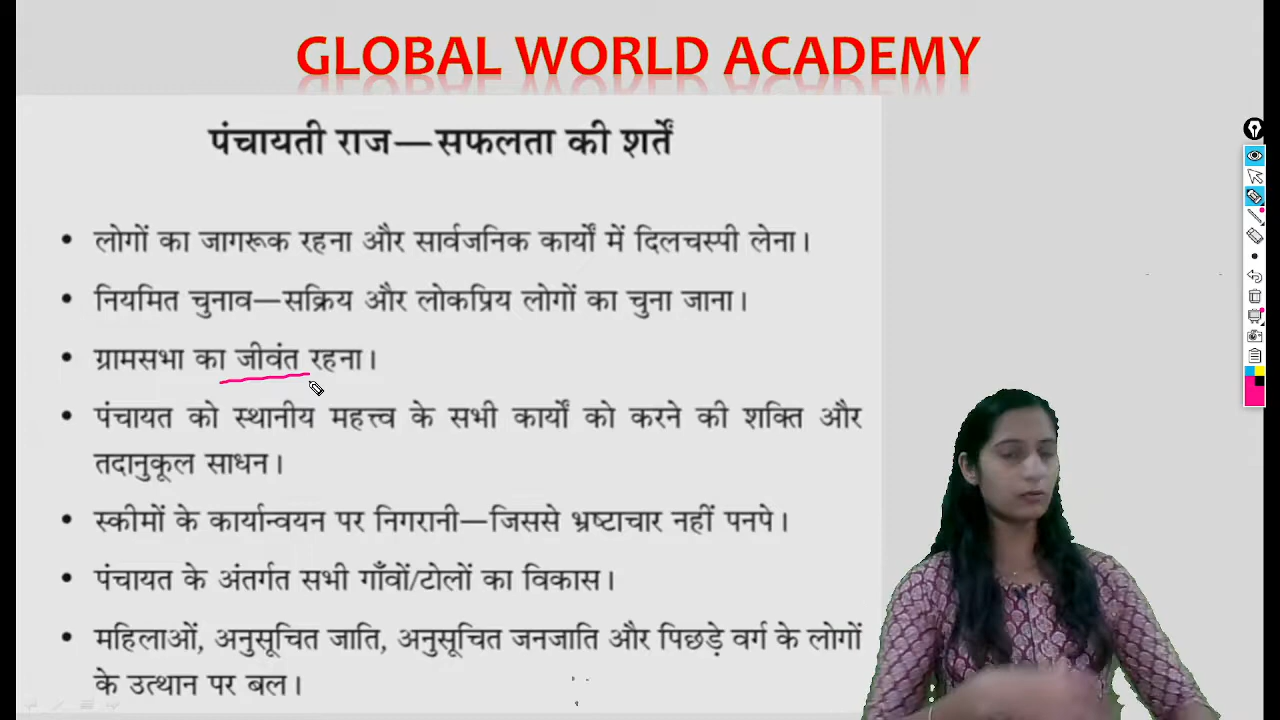 GLOBAL WORLD ACADEMY
पंचायती राज—सफलता की शर्तें
• लोगों का जागरूक रहना और सार्वजनिक कार्यों में दिलचस्पी लेना।
• नियमित चुनाव—सक्रिय और लोकप्रिय लोगों का चुना जाना।
• ग्रामसभा का जीवंत रहना।
• पंचायत को स्थानीय महत्त्व के सभी कार्यों को करने की शक्ति और
तदानुकूल साधन।
• स्कीमों के कार्यान्वयन पर निगरानी—जिससे भ्रष्टाचार नहीं पनपे।
• पंचायत के अंतर्गत सभी गाँवों/टोलों का विकास।
• महिलाओं, अनुसूचित जाति, अनुसूचित जनजाति और पिछड़े वर्ग के लोगों
के उत्थान पर बल।